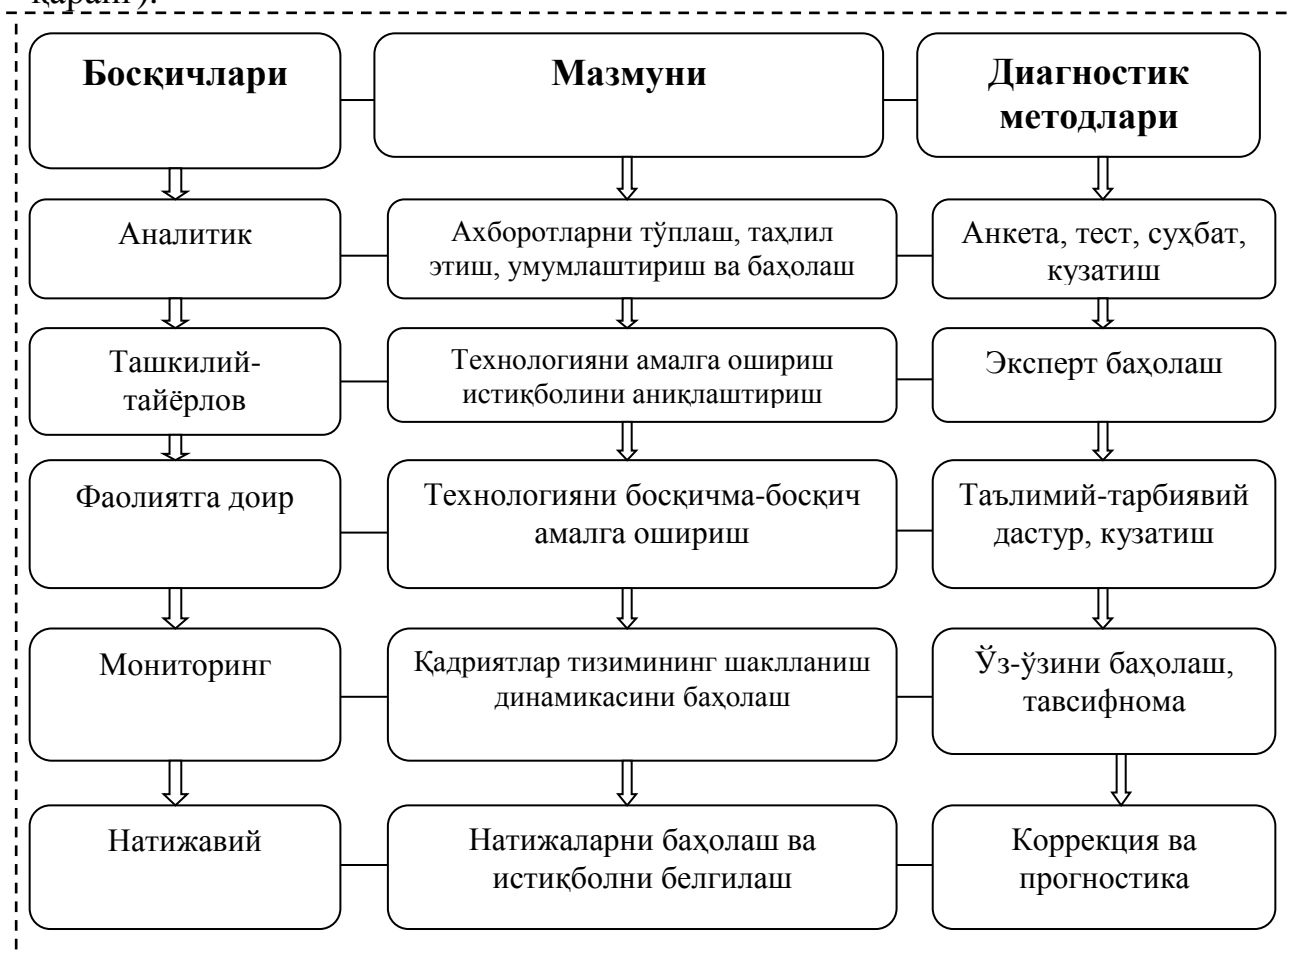 Босқичлари
Мазмуни
Диагностик
методлари
Аналитик
Ахборотларни тўплаш, таҳлил
этиш, умумлаштириш ва баҳолаш
Анкета, тест, суҳбат,
кузатиш
Ташкилий-
тайёрлов
Технологияни амалга ошириш
истиқболини аниқлаштириш
Эксперт баҳолаш
Фаолиятга доир
Технологияни босқичма-босқич
амалга ошириш
Таълимий-тарбиявий
дастур, кузатиш
Мониторинг
Қадриятлар тизимининг шаклланиш
динамикасини баҳолаш
Ўз-ўзини баҳолаш,
тавсифнома
Натижавий
Натижаларни баҳолаш ва
истиқболни белгилаш
Коррекция ва
прогностика